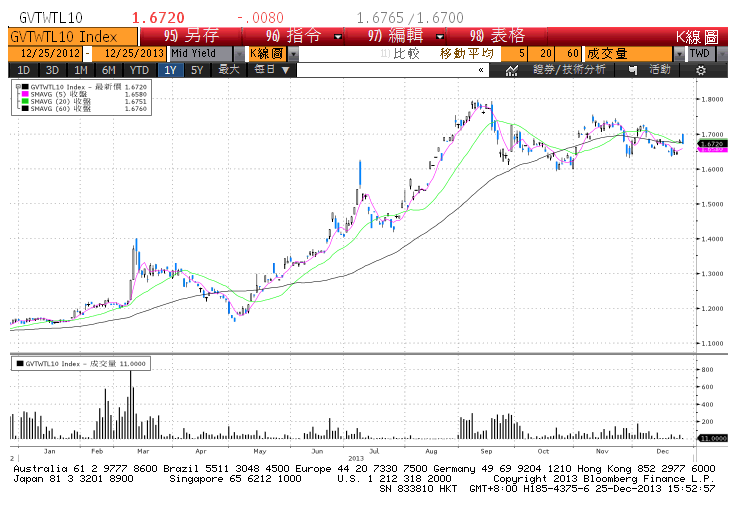 GVTWTL10 1.6720 -.0080 1.6765/1.6700
GVTWTL10 Index 95) 另存 96) 指令 97) 編輯 98) 表格 K線圖
12/25/2012 - 12/25/2013 Mid Yield K線圖 比較 移動平均 5 20 60 成交量 TWD
1D 3D 1M 6M YTD 1Y 5Y 最大 每日 ▼ « 證券/技術分析 活動
GVTWTL10 Index - 最新價 1.6720
SMAVG (5) 收盤 1.6580
SMAVG (20) 收盤 1.6751
SMAVG (60) 收盤 1.6760
1.8000
1.7000
1.6720
1.6000
1.5000
1.4000
1.3000
1.2000
1.1000
GVTWTL10 Index - 成交量 11.0000
800
600
400
200
11.0000
Jan Feb Mar Apr May Jun Jul Aug Sep Oct Nov Dec
2 2013
Australia 61 2 9777 8600 Brazil 5511 3048 4500 Europe 44 20 7330 7500 Germany 49 69 9204 1210 Hong Kong 852 2977 6000
Japan 81 3 3201 8900 Singapore 65 6212 1000 U.S. 1 212 318 2000 Copyright 2013 Bloomberg Finance L.P.
SN 833810 HKT GMT+8:00 H185-4375-6 25-Dec-2013 15:52:57